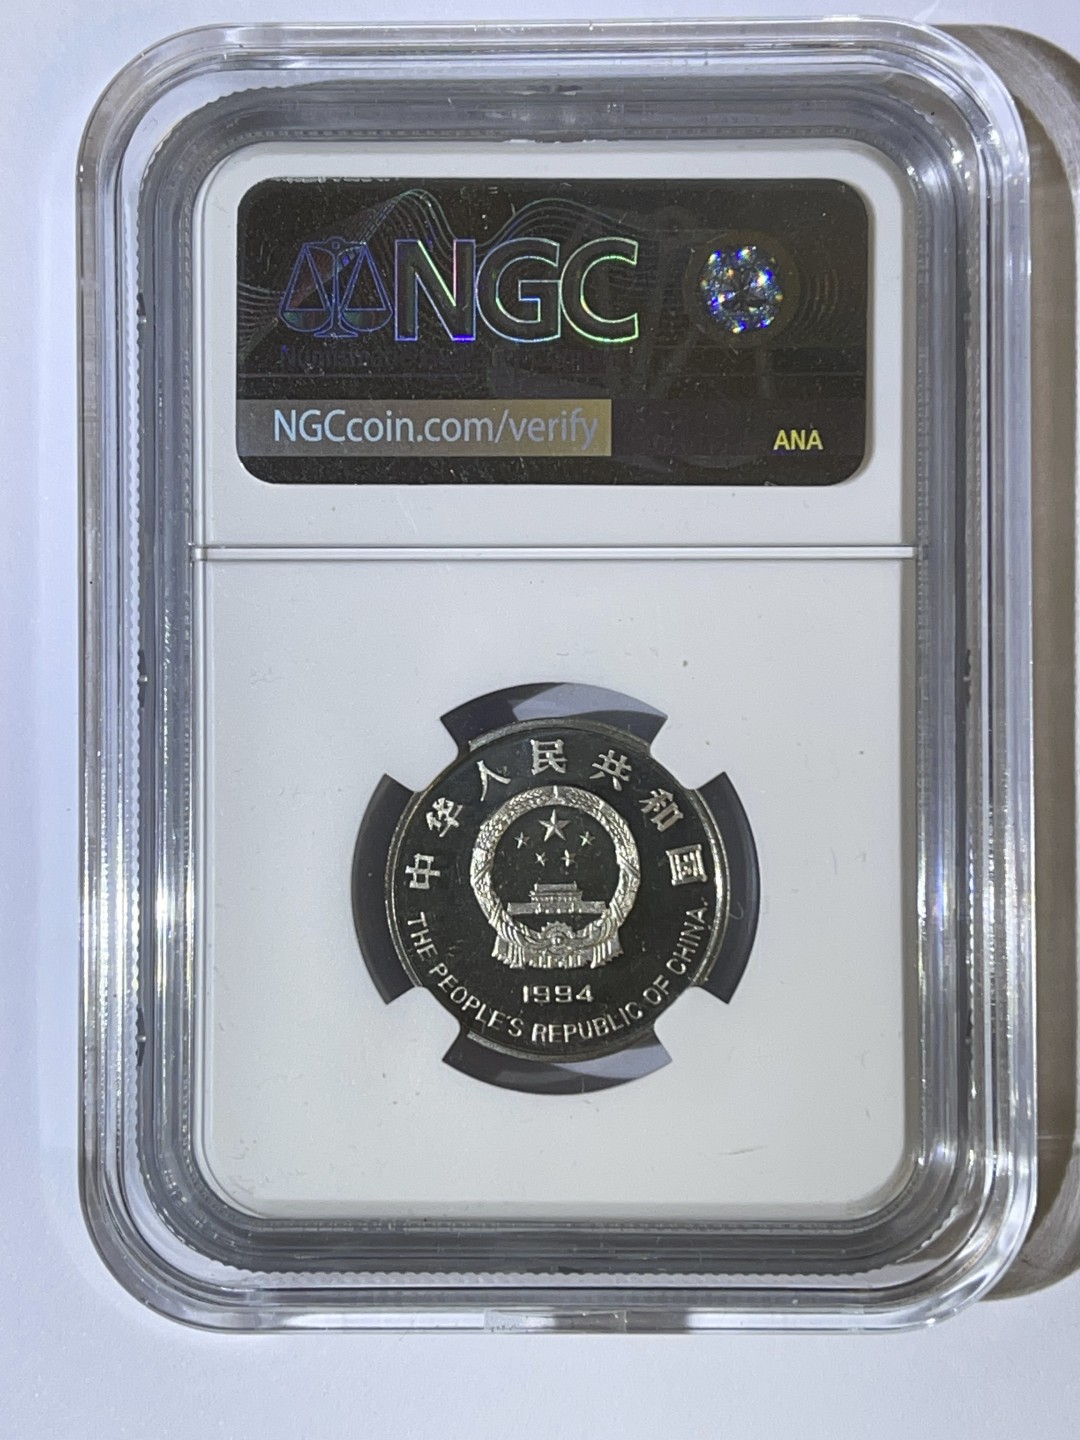 NGC
NGCcoin.com/verify
ANA
中华人民共和国
1994
THE PEOPLE'S REPUBLIC OF CHINA.